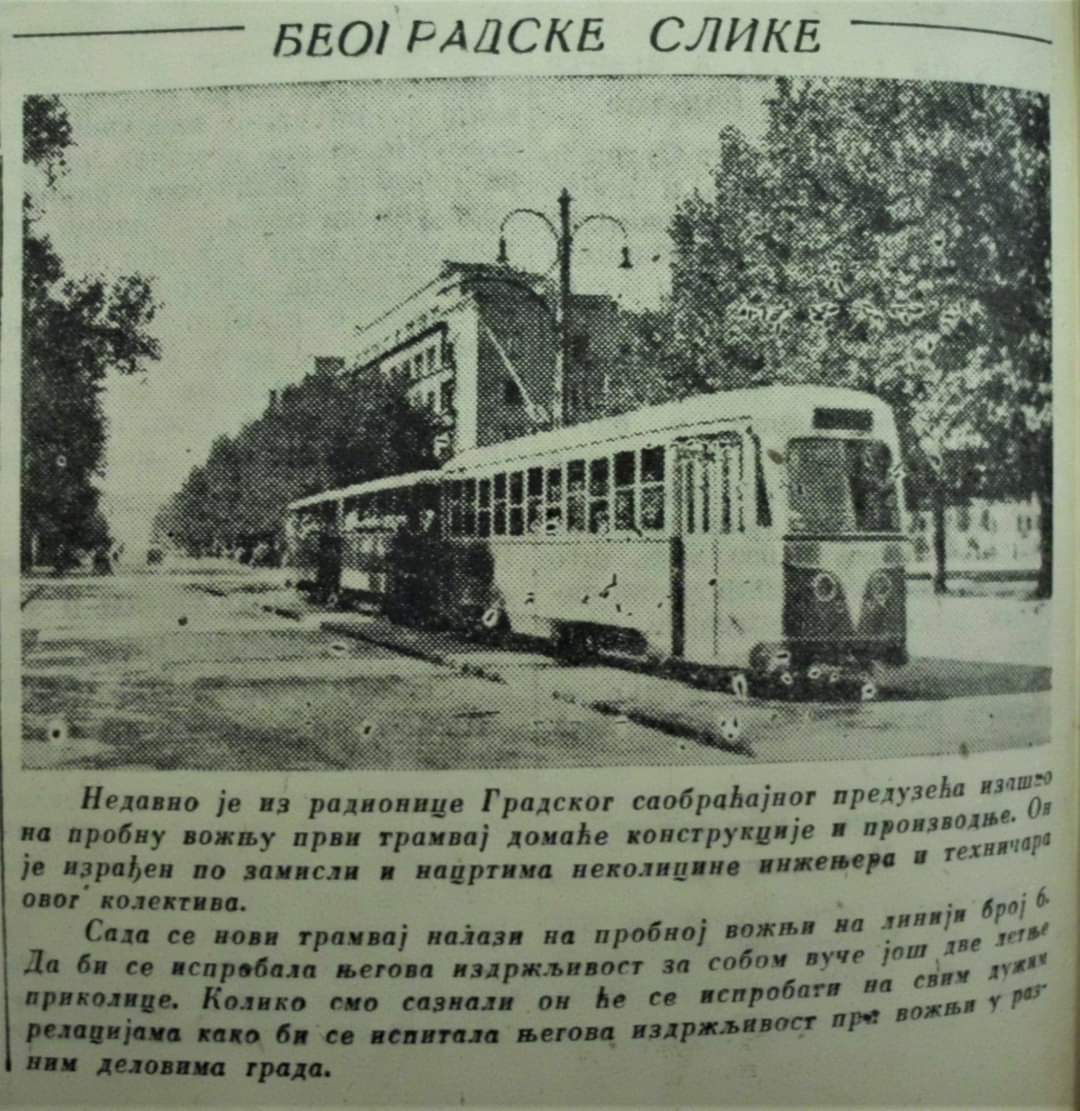 БЕОГРАДСКЕ СЛИКЕ
Недавно је из радионице Градског саобраћајног предузећа изашло
на пробну вожњу први трамвај домаће конструкције и производње. Он
је израђен по замисли и нацртима неколицине инжењера и техничара
овог колектива.
Сада се нови трамвај налази на пробној вожњи на линији број 6.
Да би се испробала његова издржљивост за собом вуче још две летње
приколице. Колико смо сазнали он ће се испробати на свим дужим
релацијама како би се испитала његова издржљивост при вожњи у раз-
ним деловима града.